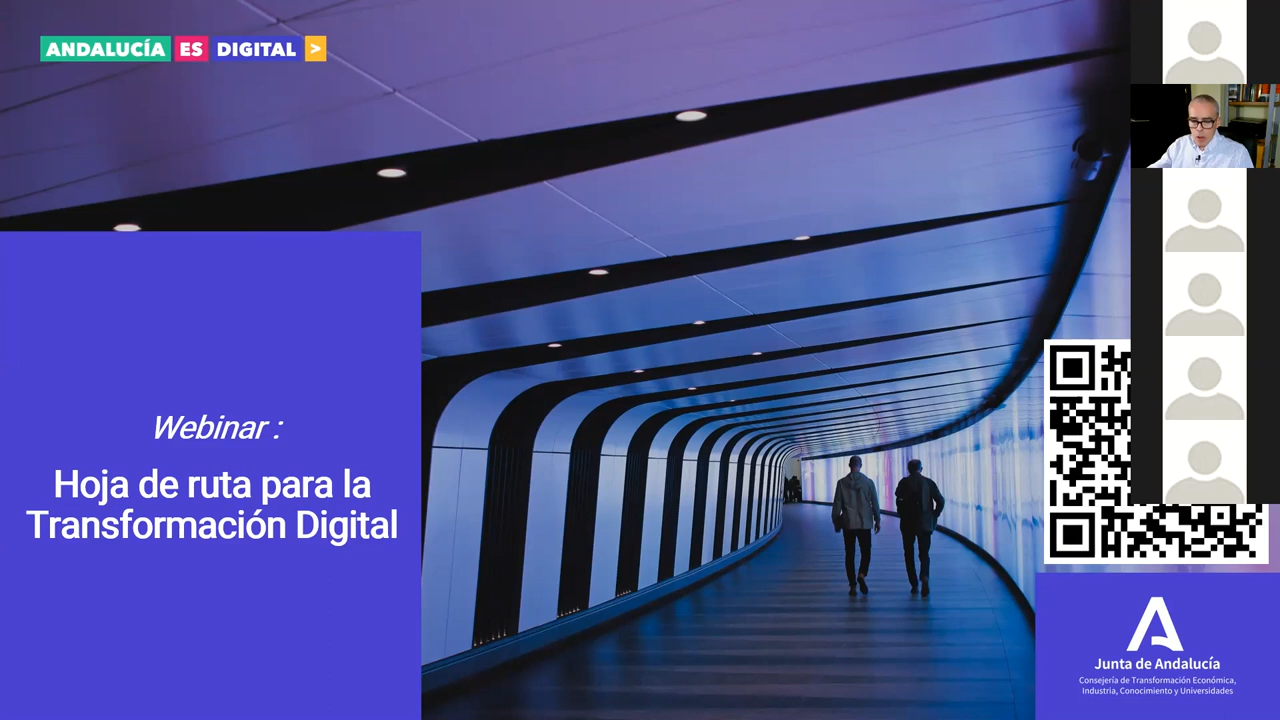 ANDALUCÍA ES DIGITAL >
Webinar :
Hoja de ruta para la
Transformación Digital
Junta de Andalucía
Consejería de Transformación Económica,
Industria, Conocimiento y Universidades